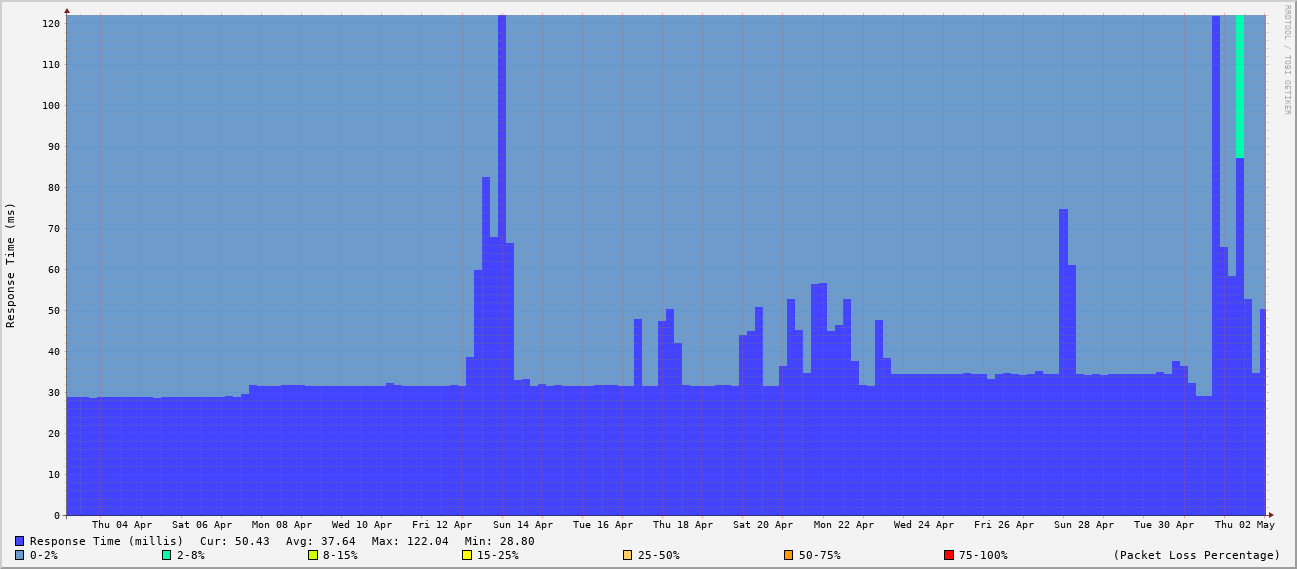 RRDTOOL / TOBI OETIKER
Response Time (ms)
120
110
100
90
80
70
60
50
40
30
20
10
0
Thu 04 Apr Sat 06 Apr Mon 08 Apr Wed 10 Apr Fri 12 Apr Sun 14 Apr Tue 16 Apr Thu 18 Apr Sat 20 Apr Mon 22 Apr Wed 24 Apr Fri 26 Apr Sun 28 Apr Tue 30 Apr Thu 02 May
Response Time (millis) Cur: 50.43 Avg: 37.64 Max: 122.04 Min: 28.80
0-2% 2-8% 8-15% 15-25% 25-50% 50-75% 75-100% (Packet Loss Percentage)